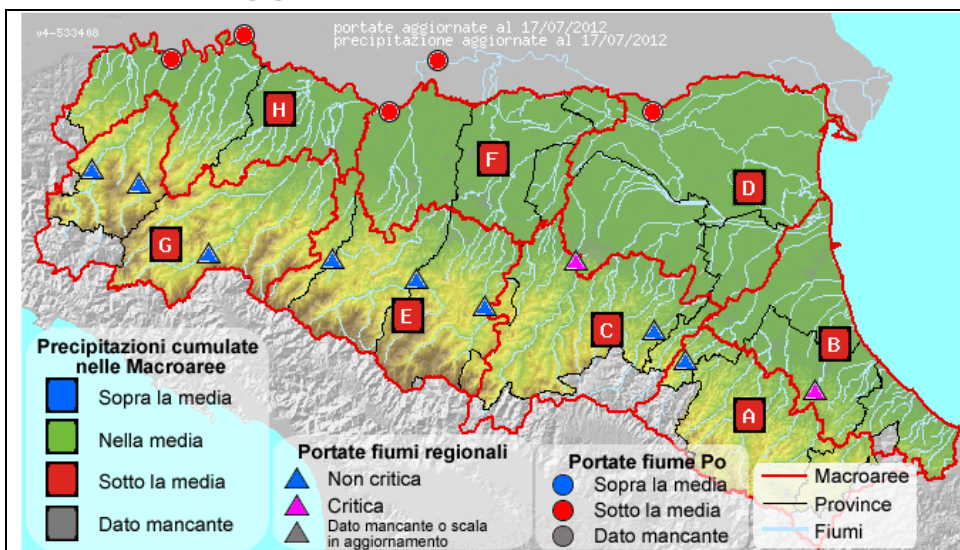 v4-533408
portate aggiornate al 17/07/2012
precipitazione aggiornate al 17/07/2012
H
F
D
G
E
C
B
A
Precipitazioni cumulate
nelle Macroaree
Sopra la media
Nella media
Sotto la media
Dato mancante
Portate fiumi regionali
Non critica
Critica
Dato mancante o scala
in aggiornamento
Portate fiume Po
Sopra la media
Sotto la media
Dato mancante
Macroaree
Province
Fiumi